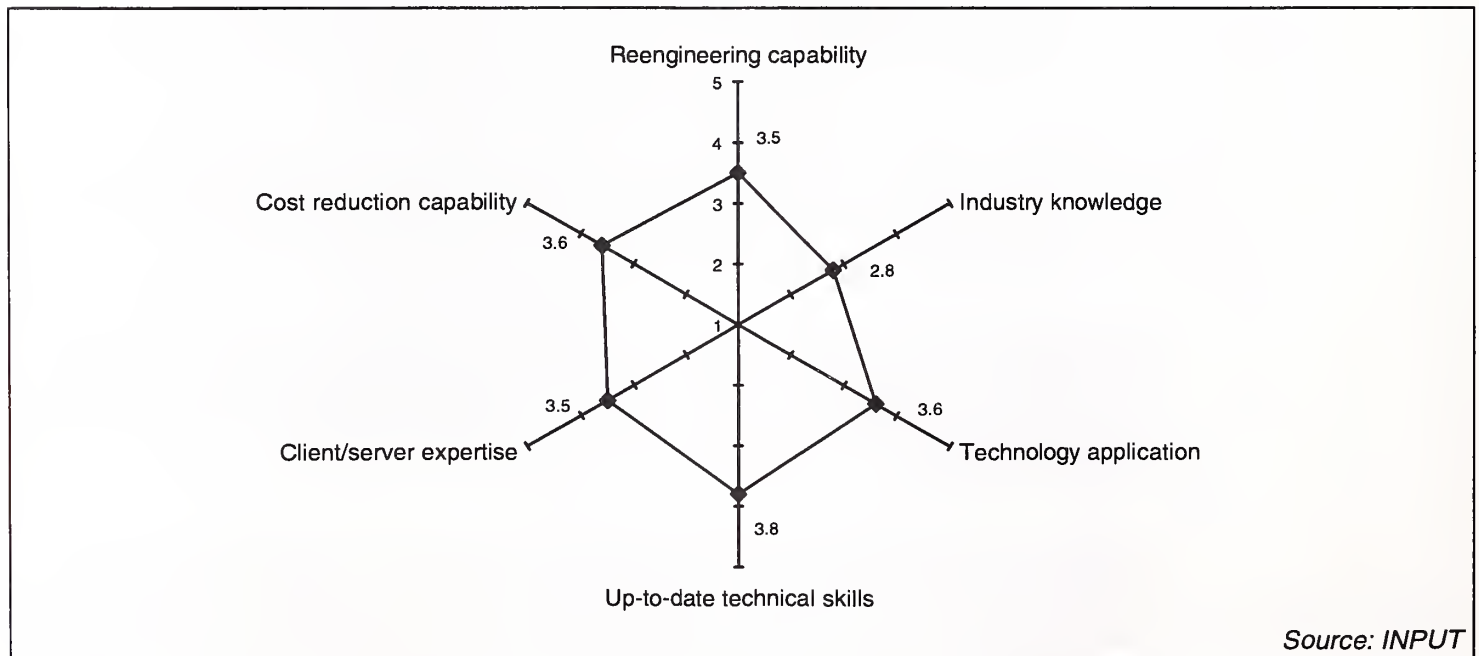 Reengineering capability
5
4
3.5
3
2
1
Cost reduction capability
3.6
Industry knowledge
2.8
Client/server expertise
3.5
Technology application
3.6
3.8
Up-to-date technical skills
Source: INPUT